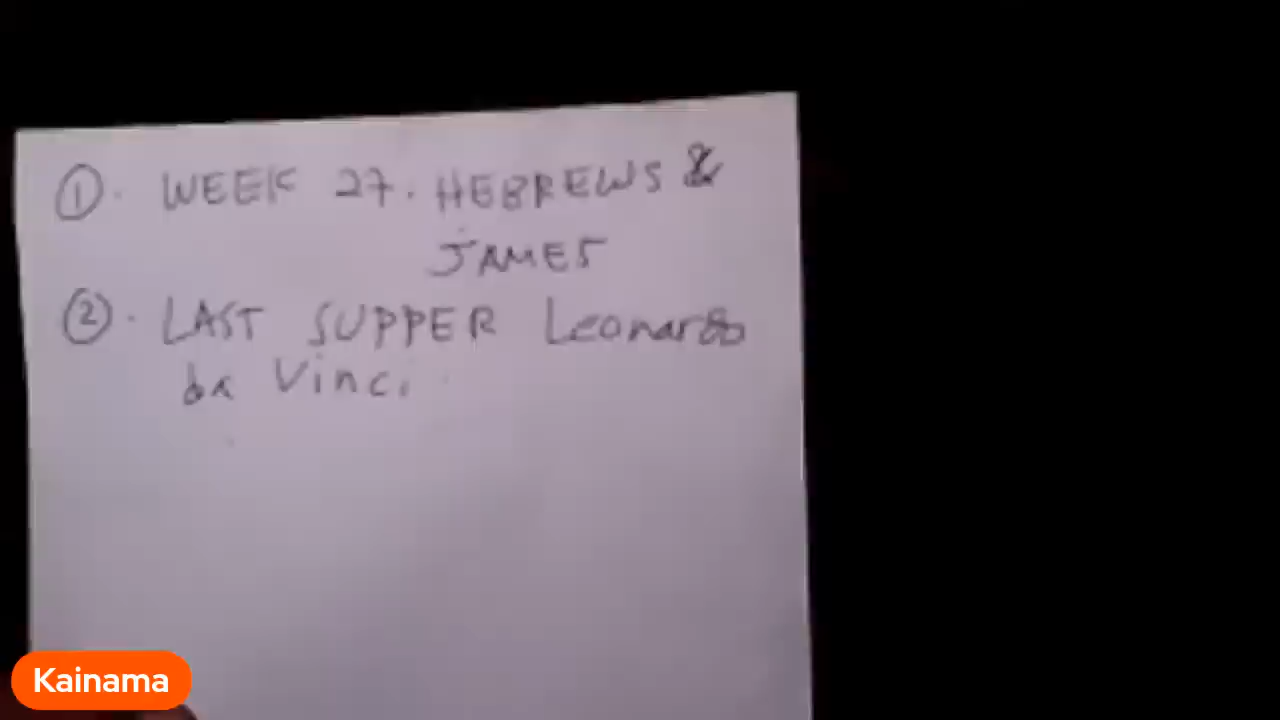 ①. WEEK 27. HEBREWS &
JAMES
②. LAST SUPPER Leonardo
da Vinci
Kainama